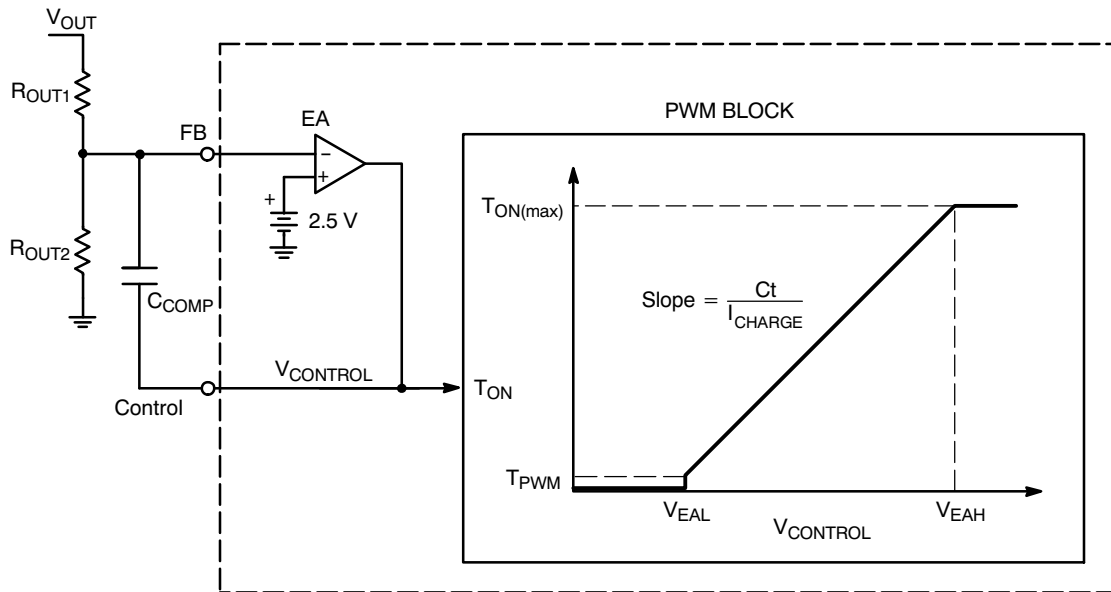 VOUT
ROUT1
FB
EA
−
+
+
2.5 V
ROUT2
CCOMP
VCONTROL
Control
PWM BLOCK
TON(max)
Slope = Ct / ICHARGE
TON
TPWM
VEAL
VCONTROL
VEAH